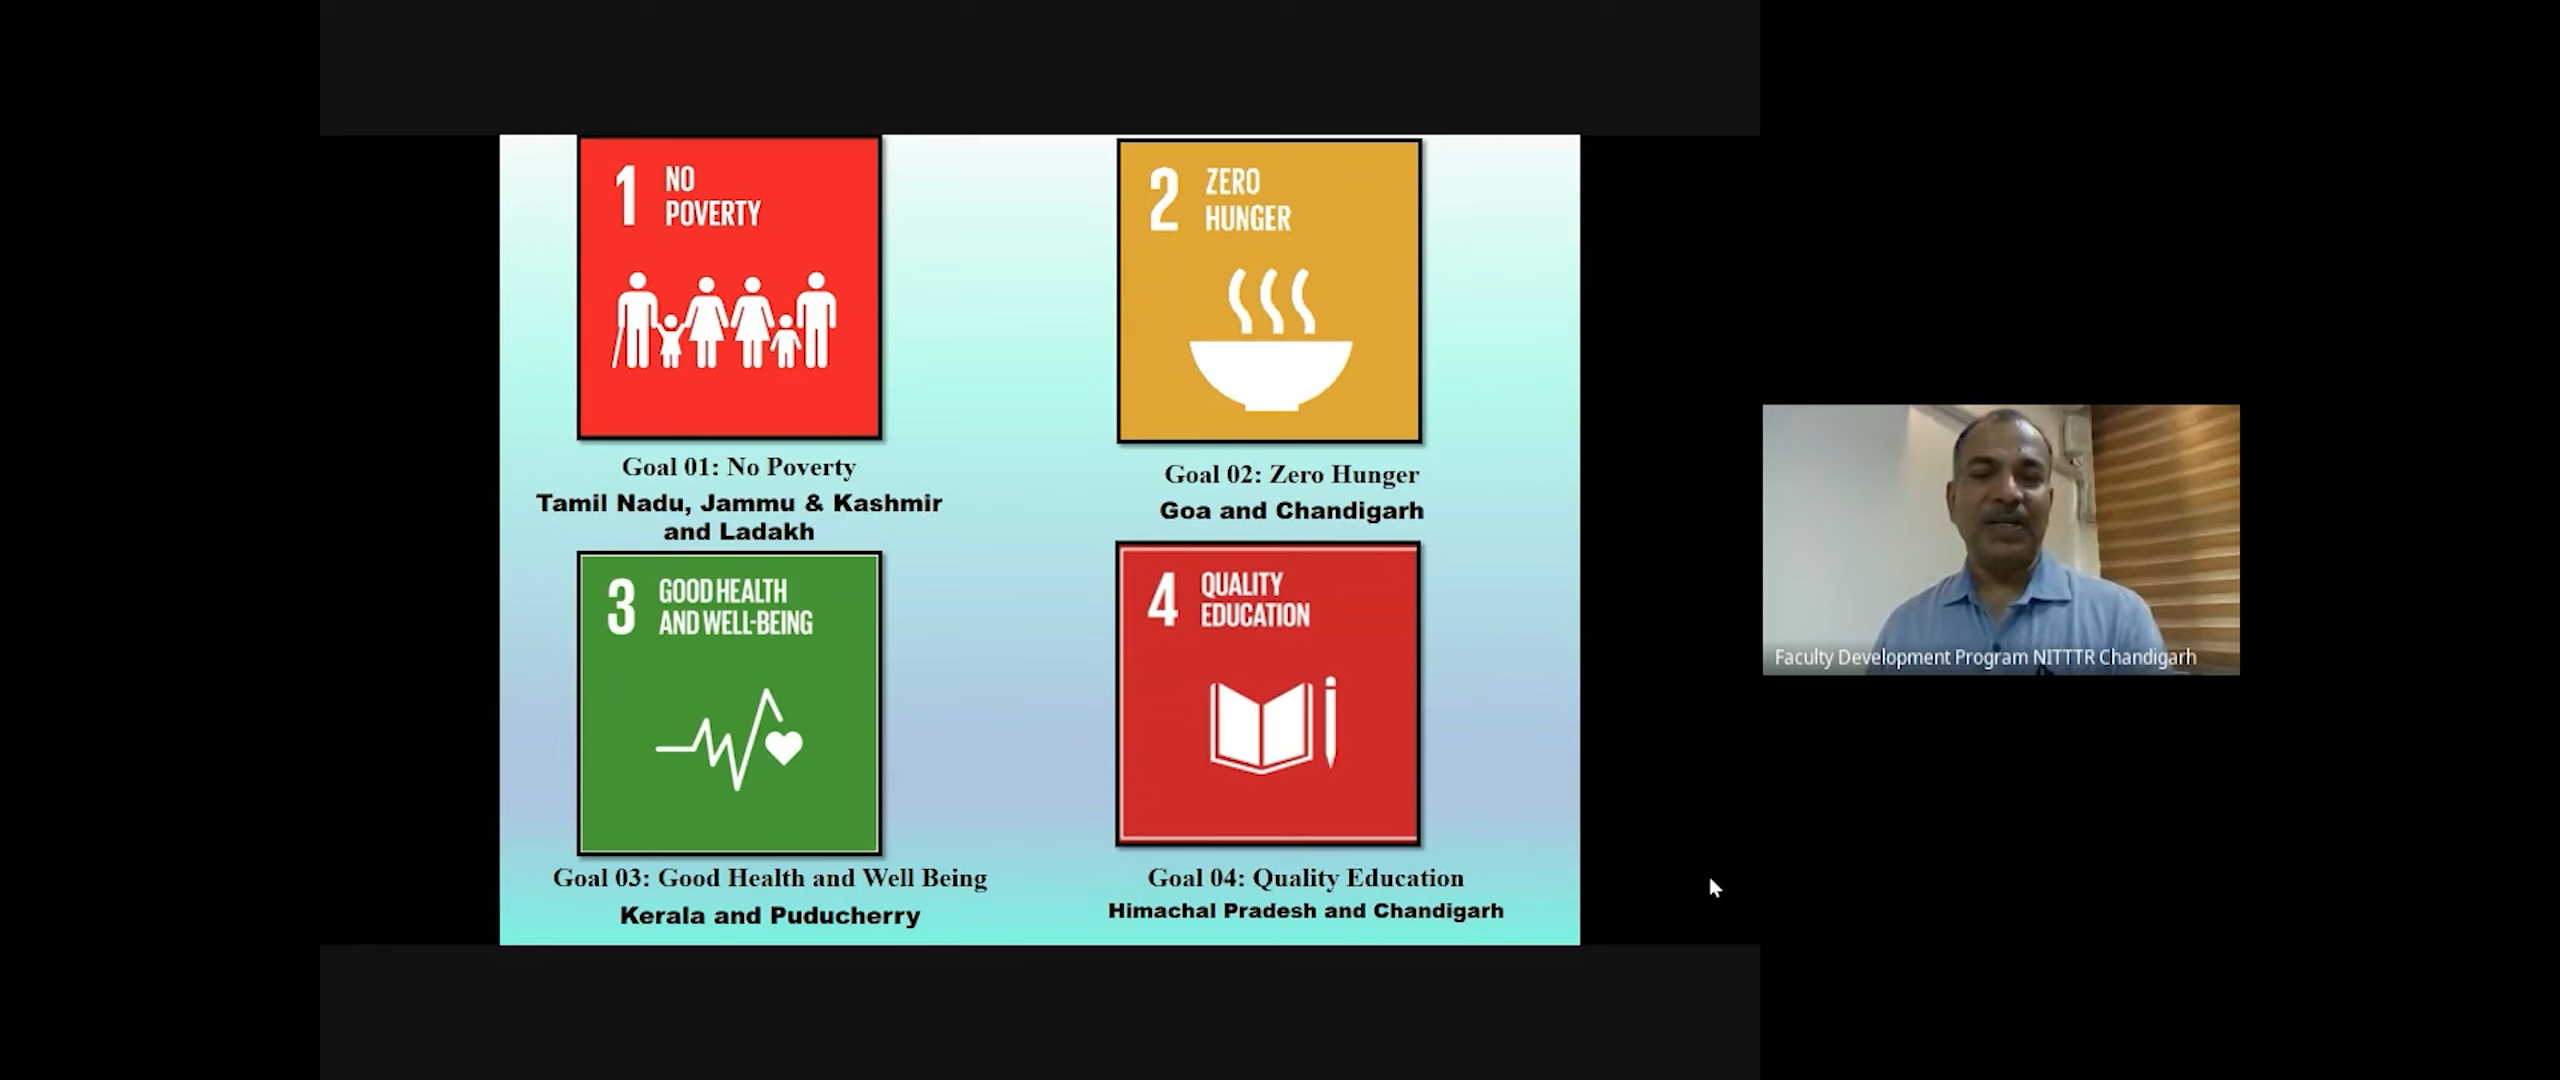 1 NO
POVERTY
2 ZERO
HUNGER
Goal 01: No Poverty
Tamil Nadu, Jammu & Kashmir
and Ladakh
Goal 02: Zero Hunger
Goa and Chandigarh
3 GOOD HEALTH
AND WELL-BEING
4 QUALITY
EDUCATION
Goal 03: Good Health and Well Being
Kerala and Puducherry
Goal 04: Quality Education
Himachal Pradesh and Chandigarh
Faculty Development Program NITTTR Chandigarh